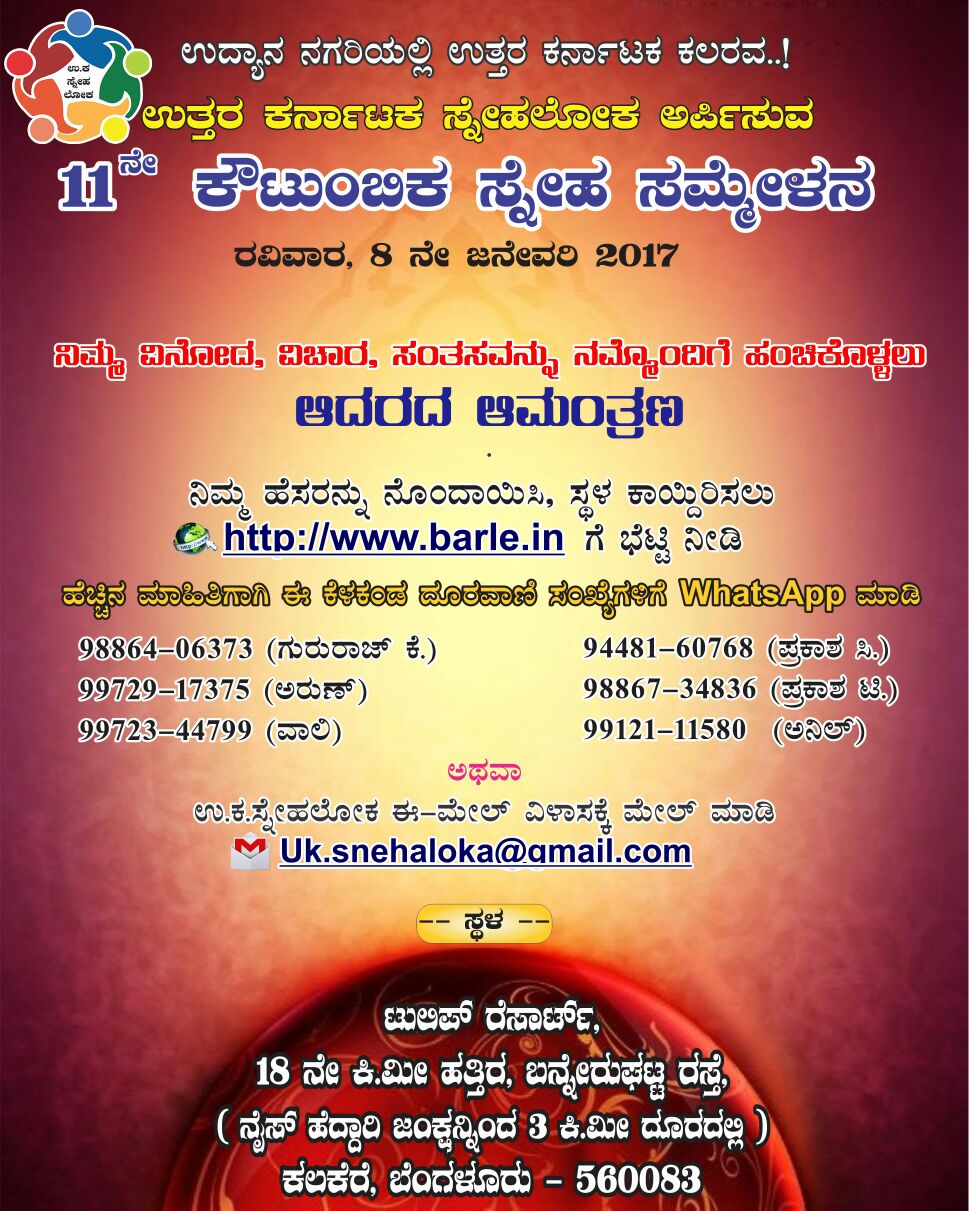 ಉ.ಕ
ಸ್ನೇಹ
ಲೋಕ
ಉದ್ಯಾನ ನಗರಿಯಲ್ಲಿ ಉತ್ತರ ಕರ್ನಾಟಕ ಕಲರವ..!
ಉತ್ತರ ಕರ್ನಾಟಕ ಸ್ನೇಹಲೋಕ ಅರ್ಪಿಸುವ
11ನೇ ಕೌಟುಂಬಿಕ ಸ್ನೇಹ ಸಮ್ಮೇಳನ
ರವಿವಾರ, 8 ನೇ ಜನೇವರಿ 2017
ನಿಮ್ಮ ವಿನೋದ, ವಿಚಾರ, ಸಂತಸವನ್ನು ನಮ್ಮೊಂದಿಗೆ ಹಂಚಿಕೊಳ್ಳಲು
ಆದರದ ಆಮಂತ್ರಣ
ನಿಮ್ಮ ಹೆಸರನ್ನು ನೊಂದಾಯಿಸಿ, ಸ್ಥಳ ಕಾಯ್ದಿರಿಸಲು
http://www.barle.in ಗೆ ಭೆಟ್ಟಿ ನೀಡಿ
ಹೆಚ್ಚಿನ ಮಾಹಿತಿಗಾಗಿ ಈ ಕೆಳಕಂಡ ದೂರವಾಣಿ ಸಂಖ್ಯೆಗಳಿಗೆ WhatsApp ಮಾಡಿ
98864-06373 (ಗುರುರಾಜ್ ಕೆ.) 94481-60768 (ಪ್ರಕಾಶ ಸಿ.)
99729-17375 (ಅರುಣ್) 98867-34836 (ಪ್ರಕಾಶ ಟಿ.)
99723-44799 (ವಾಲಿ) 99121-11580 (ಅನಿಲ್)
ಅಥವಾ
ಉ.ಕ.ಸ್ನೇಹಲೋಕ ಈ-ಮೇಲ್ ವಿಳಾಸಕ್ಕೆ ಮೇಲ್ ಮಾಡಿ
Uk.snehaloka@gmail.com
-- ಸ್ಥಳ --
ಟುಲಿಪ್ ರೆಸಾರ್ಟ್,
18 ನೇ ಕಿ.ಮೀ ಹತ್ತಿರ, ಬನ್ನೇರುಘಟ್ಟ ರಸ್ತೆ,
( ನೈಸ್ ಹೆದ್ದಾರಿ ಜಂಕ್ಷನ್ನಿಂದ 3 ಕಿ.ಮೀ ದೂರದಲ್ಲಿ )
ಕಲಕೆರೆ, ಬೆಂಗಳೂರು - 560083